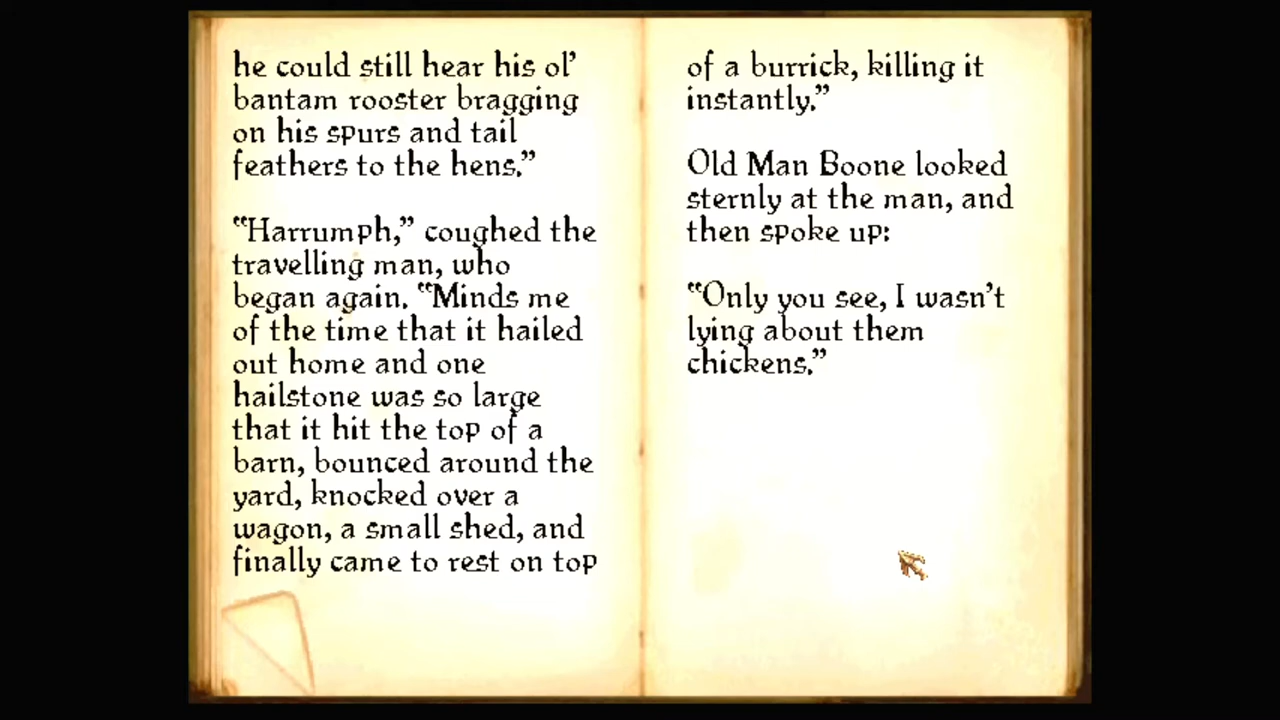 he could still hear his ol'
bantam rooster bragging
on his spurs and tail
feathers to the hens."
"Harrumph," coughed the
travelling man, who
began again. "Minds me
of the time that it hailed
out home and one
hailstone was so large
that it hit the top of a
barn, bounced around the
yard, knocked over a
wagon, a small shed, and
finally came to rest on top
of a burrick, killing it
instantly."
Old Man Boone looked
sternly at the man, and
then spoke up:
"Only you see, I wasn't
lying about them
chickens."